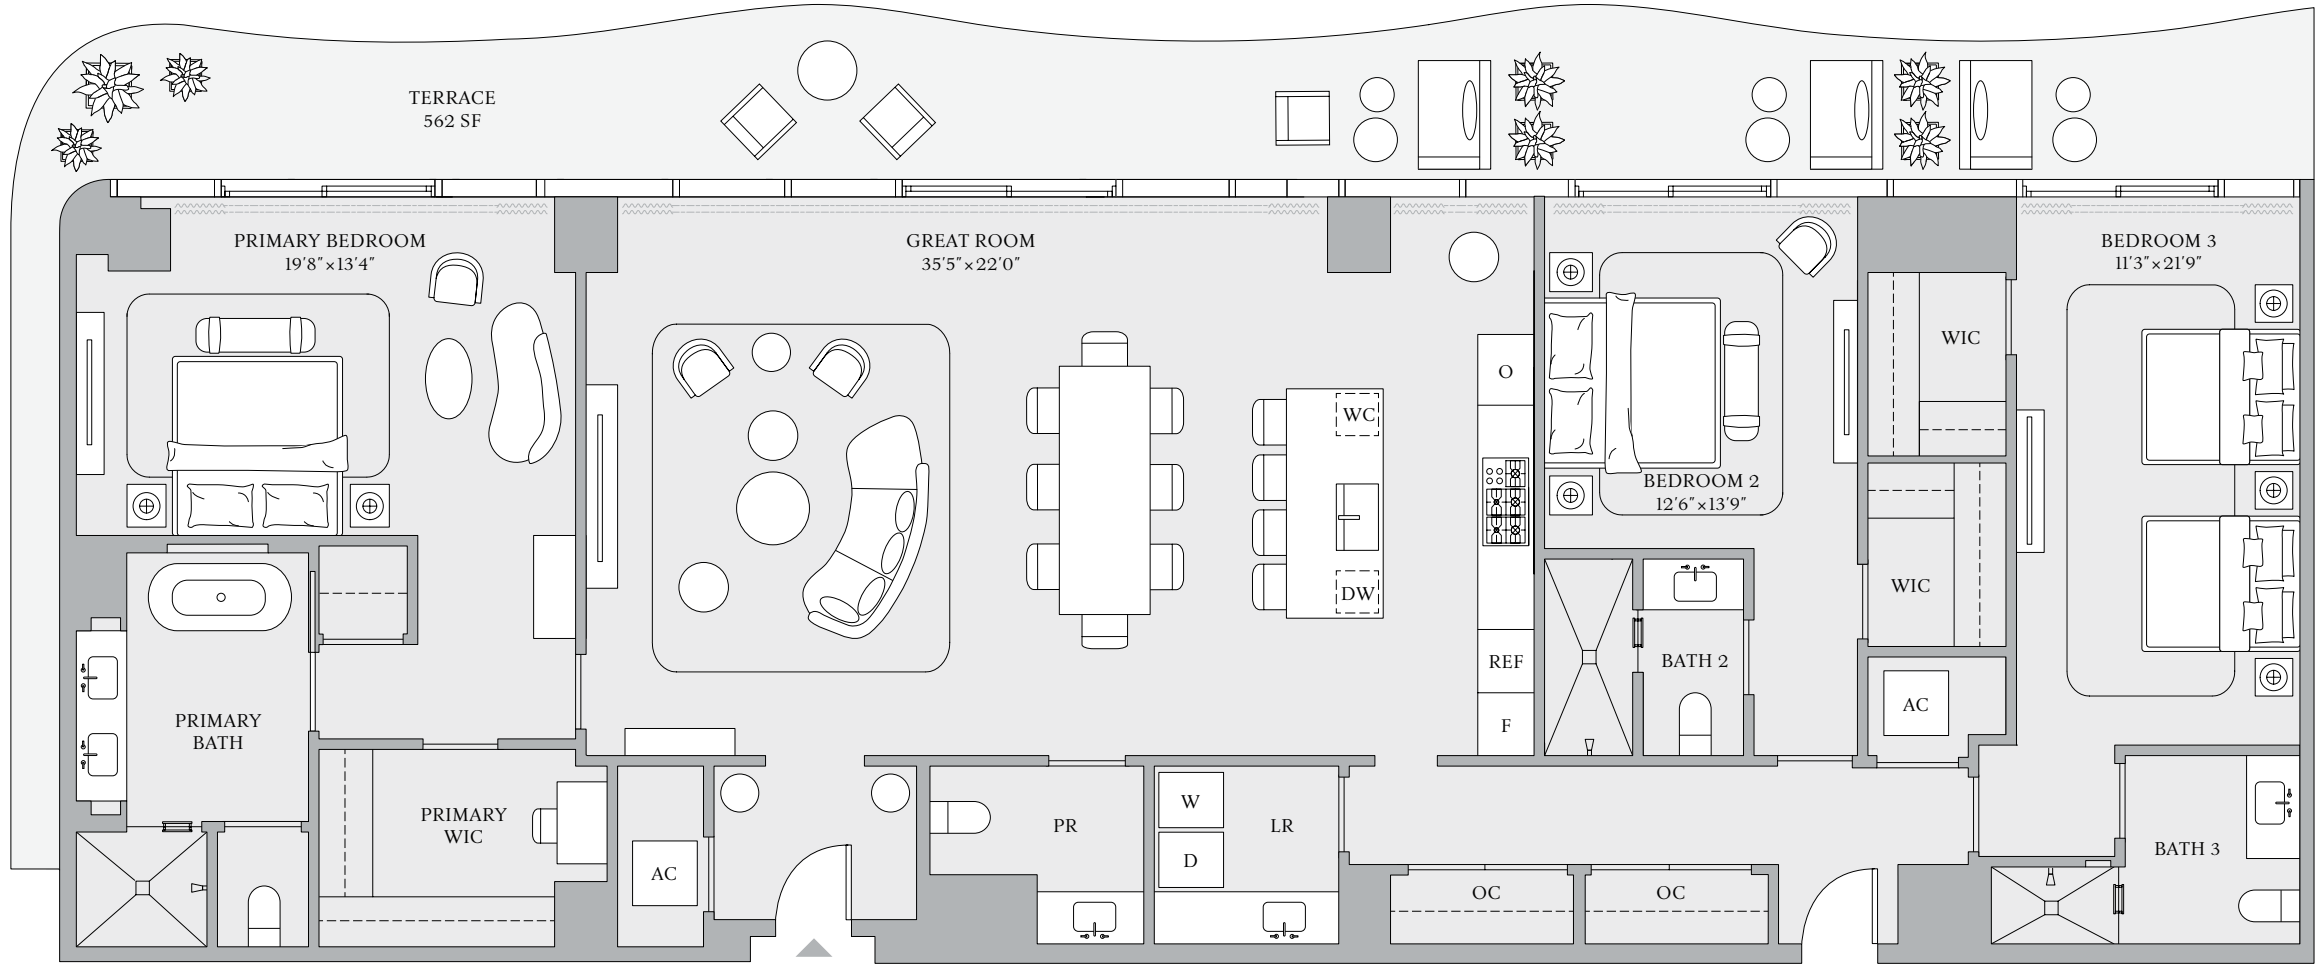 TERRACE
562 SF
PRIMARY BEDROOM
19'8"×13'4"
GREAT ROOM
35'5"×22'0"
BEDROOM 3
11'3"×21'9"
WIC
O
WC
BEDROOM 2
12'6"×13'9"
WIC
DW
REF
BATH 2
AC
F
PRIMARY
BATH
PRIMARY
WIC
AC
PR
W
D
LR
OC
OC
BATH 3